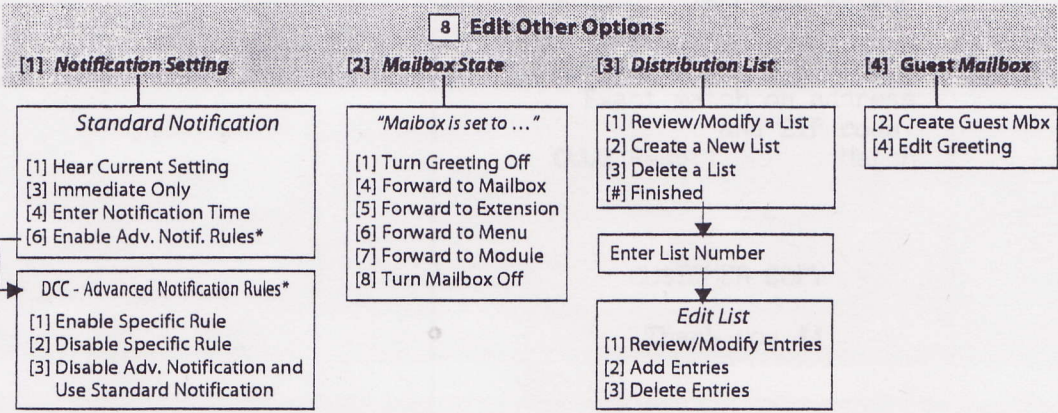 8 Edit Other Options
[1] Notification Setting
Standard Notification
[1] Hear Current Setting
[3] Immediate Only
[4] Enter Notification Time
[6] Enable Adv. Notif. Rules*
DCC - Advanced Notification Rules*
[1] Enable Specific Rule
[2] Disable Specific Rule
[3] Disable Adv. Notification and
Use Standard Notification
[2] Mailbox State
"Maibox is set to ..."
[1] Turn Greeting Off
[4] Forward to Mailbox
[5] Forward to Extension
[6] Forward to Menu
[7] Forward to Module
[8] Turn Mailbox Off
[3] Distribution List
[1] Review/Modify a List
[2] Create a New List
[3] Delete a List
[#] Finished
Enter List Number
Edit List
[1] Review/Modify Entries
[2] Add Entries
[3] Delete Entries
[4] Guest Mailbox
[2] Create Guest Mbx
[4] Edit Greeting